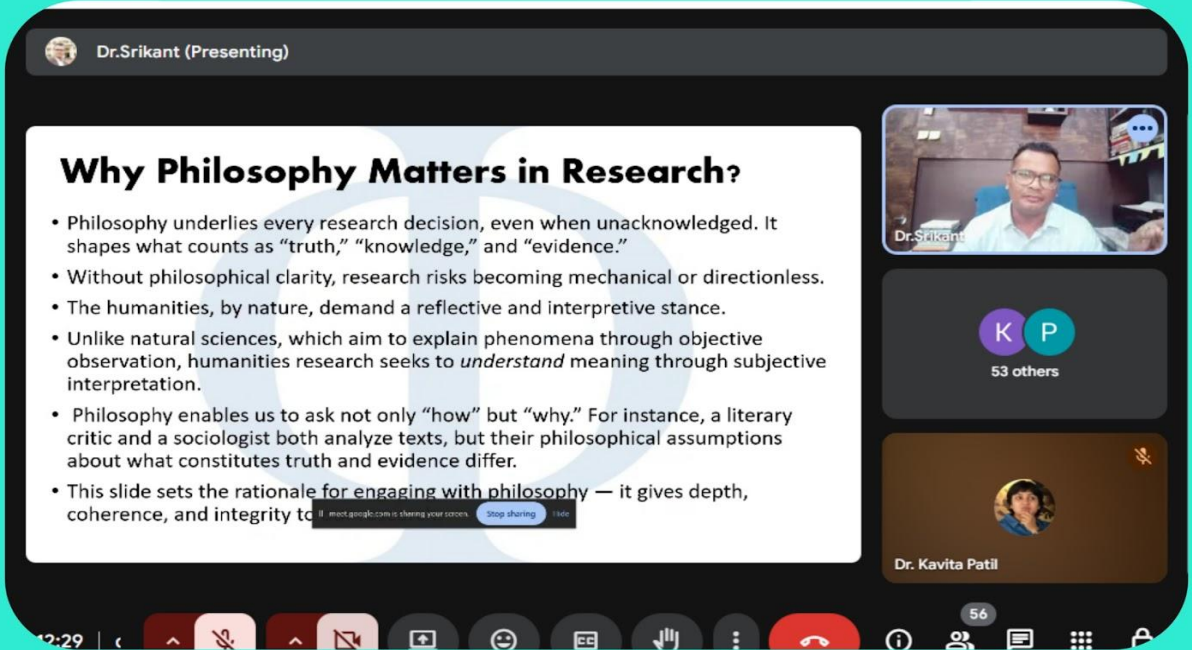 Dr.Srikant (Presenting)
Why Philosophy Matters in Research?
• Philosophy underlies every research decision, even when unacknowledged. It
shapes what counts as “truth,” “knowledge,” and “evidence.”
• Without philosophical clarity, research risks becoming mechanical or directionless.
• The humanities, by nature, demand a reflective and interpretive stance.
• Unlike natural sciences, which aim to explain phenomena through objective
observation, humanities research seeks to understand meaning through subjective
interpretation.
• Philosophy enables us to ask not only “how” but “why.” For instance, a literary
critic and a sociologist both analyze texts, but their philosophical assumptions
about what constitutes truth and evidence differ.
• This slide sets the rationale for engaging with philosophy — it gives depth,
coherence, and integrity to
meet.google.com is sharing your screen. Stop sharing Hide
Dr.Srikant
K P
53 others
Dr. Kavita Patil
56
12:29
CC